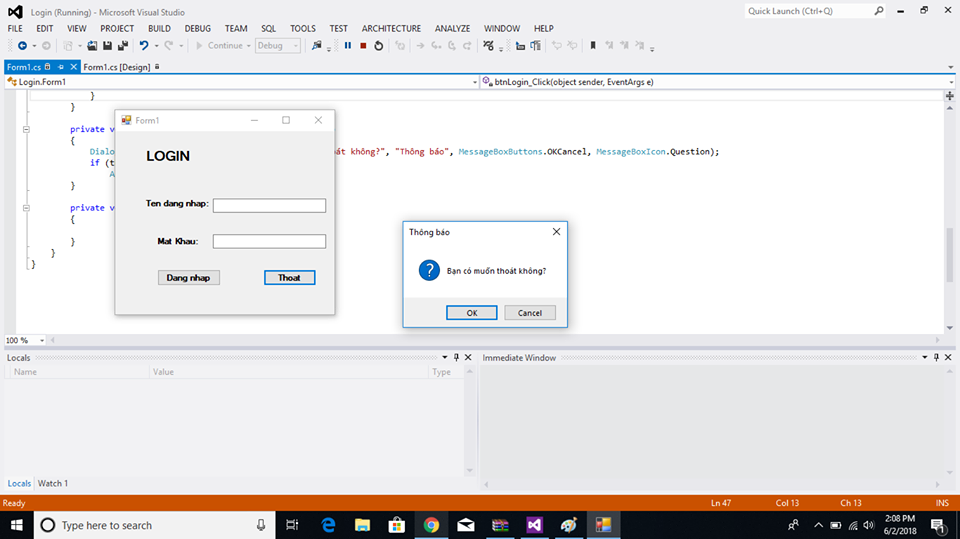 Login (Running) - Microsoft Visual Studio
Quick Launch (Ctrl+Q)
FILE EDIT VIEW PROJECT BUILD DEBUG TEAM SQL TOOLS TEST ARCHITECTURE ANALYZE WINDOW HELP
Continue Debug
Form1.cs Form1.cs [Design]
Login.Form1 btnLogin_Click(object sender, EventArgs e)
}
}
Form1
private v
{
LOGIN
Dialo át không?", "Thông báo", MessageBoxButtons.OKCancel, MessageBoxIcon.Question);
if (t
A
}
Ten dang nhap:
private v
{
Thông báo
}
Mat Khau:
}
}
Bạn có muốn thoát không?
Dang nhap Thoat
OK Cancel
100 %
Locals Immediate Window
Name Value Type
Locals Watch 1
Ready Ln 47 Col 13 Ch 13 INS
Type here to search
2:08 PM
6/2/2018
1